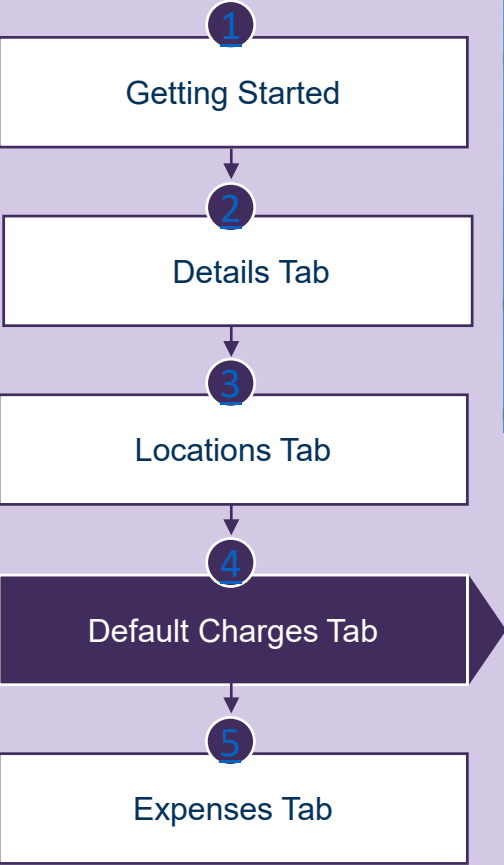 1
Getting Started
2
Details Tab
3
Locations Tab
4
Default Charges Tab
5
Expenses Tab